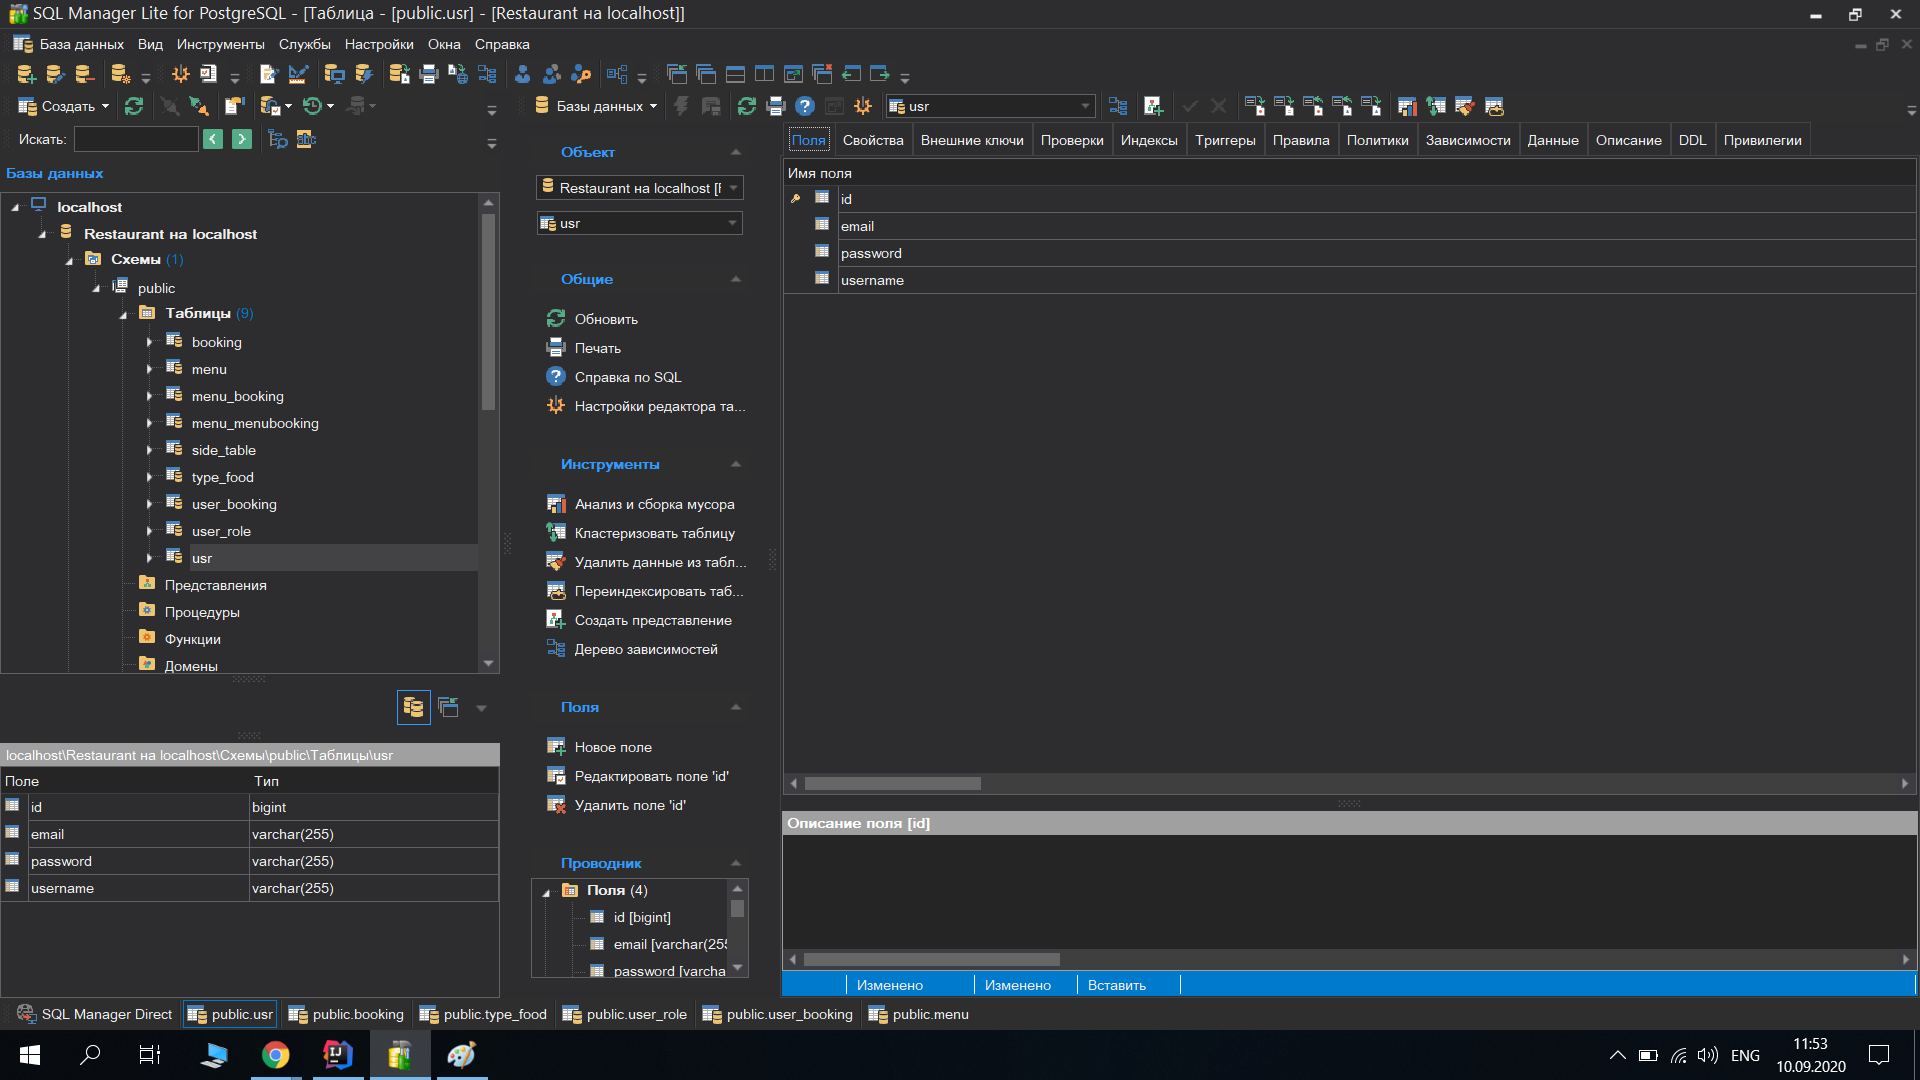 SQL Manager Lite for PostgreSQL - [Таблица - [public.usr] - [Restaurant на localhost]]
База данных Вид Инструменты Службы Настройки Окна Справка
Создать
Базы данных
usr
Искать:
Базы данных
localhost
Restaurant на localhost
Схемы (1)
public
Таблицы (9)
booking
menu
menu_booking
menu_menubooking
side_table
type_food
user_booking
user_role
usr
Представления
Процедуры
Функции
Домены
localhost\Restaurant на localhost\Схемы\public\Таблицы\usr
Поле Тип
id bigint
email varchar(255)
password varchar(255)
username varchar(255)
Объект
Restaurant на localhost [
usr
Общие
Обновить
Печать
Справка по SQL
Настройки редактора та...
Инструменты
Анализ и сборка мусора
Кластеризовать таблицу
Удалить данные из табл...
Переиндексировать таб...
Создать представление
Дерево зависимостей
Поля
Новое поле
Редактировать поле 'id'
Удалить поле 'id'
Проводник
Поля (4)
id [bigint]
email [varchar(255
password [varcha
Поля Свойства Внешние ключи Проверки Индексы Триггеры Правила Политики Зависимости Данные Описание DDL Привилегии
Имя поля
id
email
password
username
Описание поля [id]
Изменено Изменено Вставить
SQL Manager Direct public.usr public.booking public.type_food public.user_role public.user_booking public.menu
ENG
11:53
10.09.2020